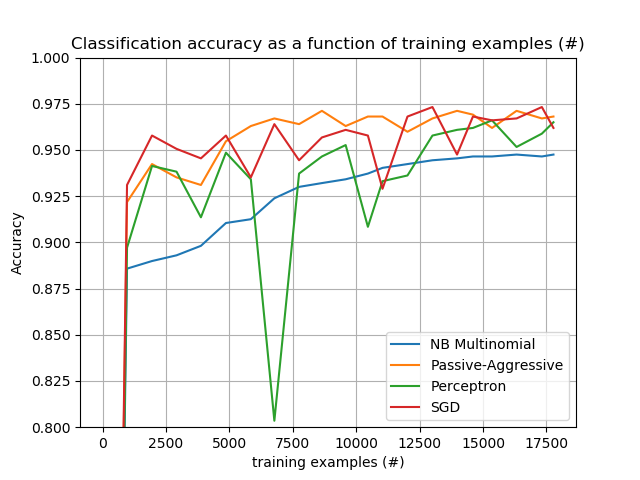 Classification accuracy as a function of training examples (#)
1.000
0.975
0.950
0.925
0.900
0.875
0.850
0.825
0.800
Accuracy
NB Multinomial
Passive-Aggressive
Perceptron
SGD
0 2500 5000 7500 10000 12500 15000 17500
training examples (#)